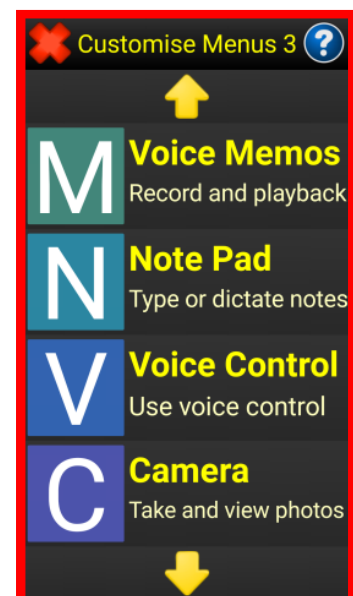 Customise Menus 3 ?
M
Voice Memos
Record and playback
N
Note Pad
Type or dictate notes
V
Voice Control
Use voice control
C
Camera
Take and view photos